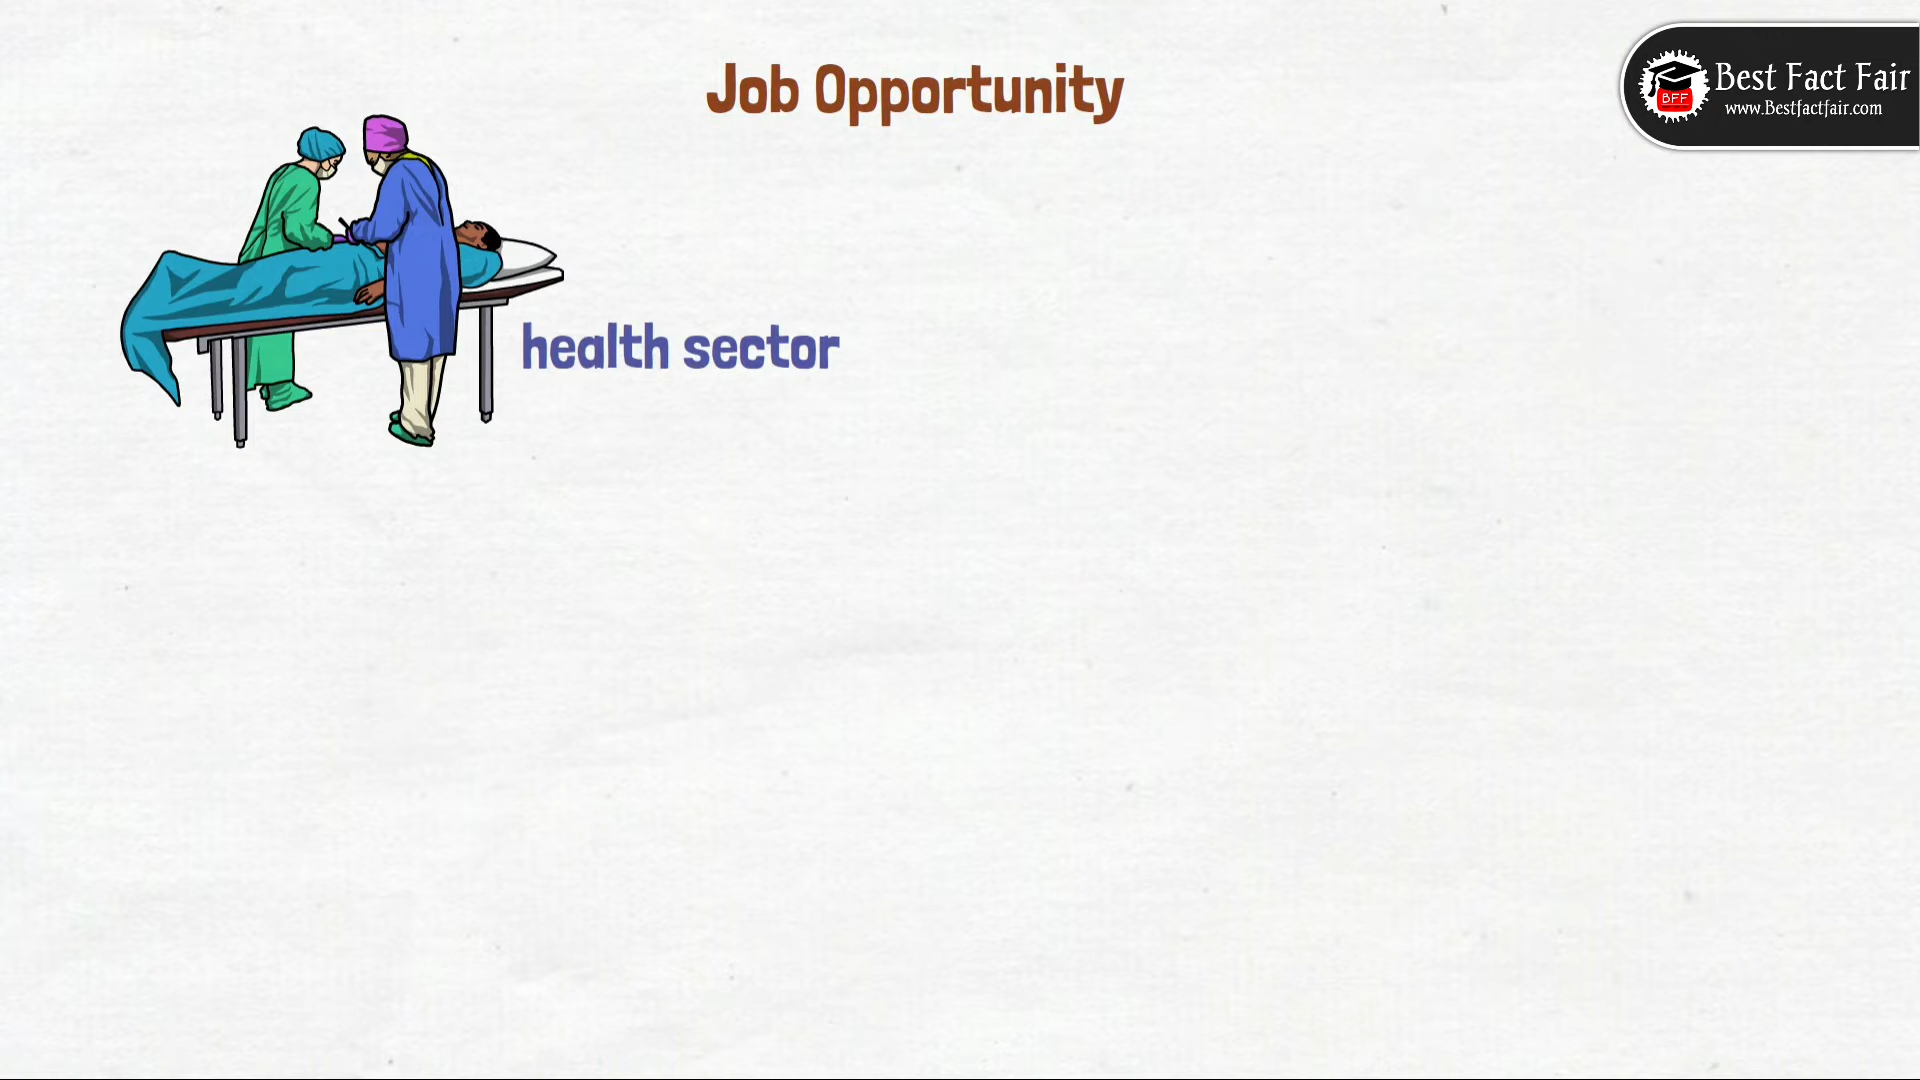 Job Opportunity
Best Fact Fair
www.Bestfactfair.com
BFF
health sector